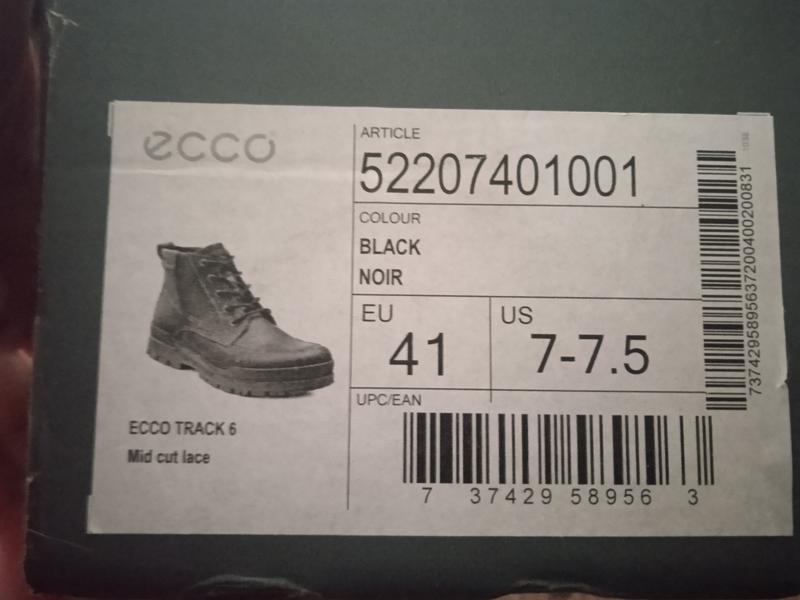 ecco
ECCO TRACK 6
Mid cut lace
ARTICLE
52207401001
COLOUR
BLACK
NOIR
EU
41
US
7-7.5
UPC/EAN
7 37429 58956 3
7374295895637200400200831